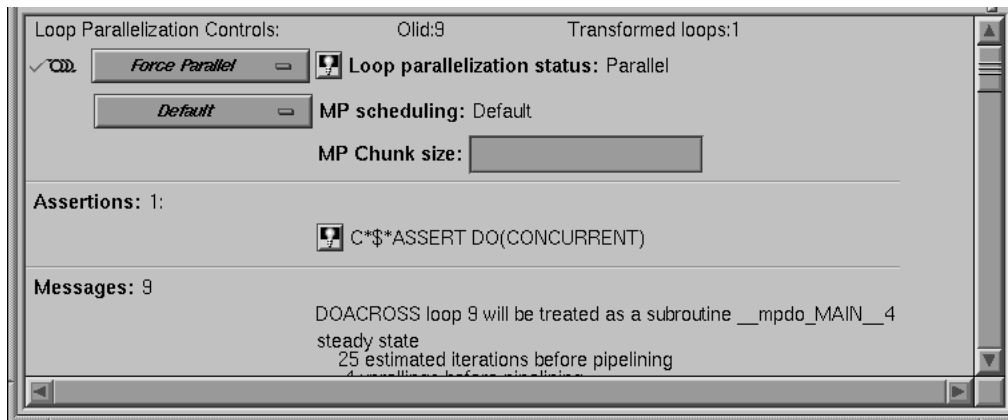 Loop Parallelization Controls: Olid:9 Transformed loops:1
Force Parallel Loop parallelization status: Parallel
Default MP scheduling: Default
MP Chunk size:
Assertions: 1:
C*$*ASSERT DO(CONCURRENT)
Messages: 9
DOACROSS loop 9 will be treated as a subroutine __mpdo_MAIN__4
steady state
25 estimated iterations before pipelining
before pipelining